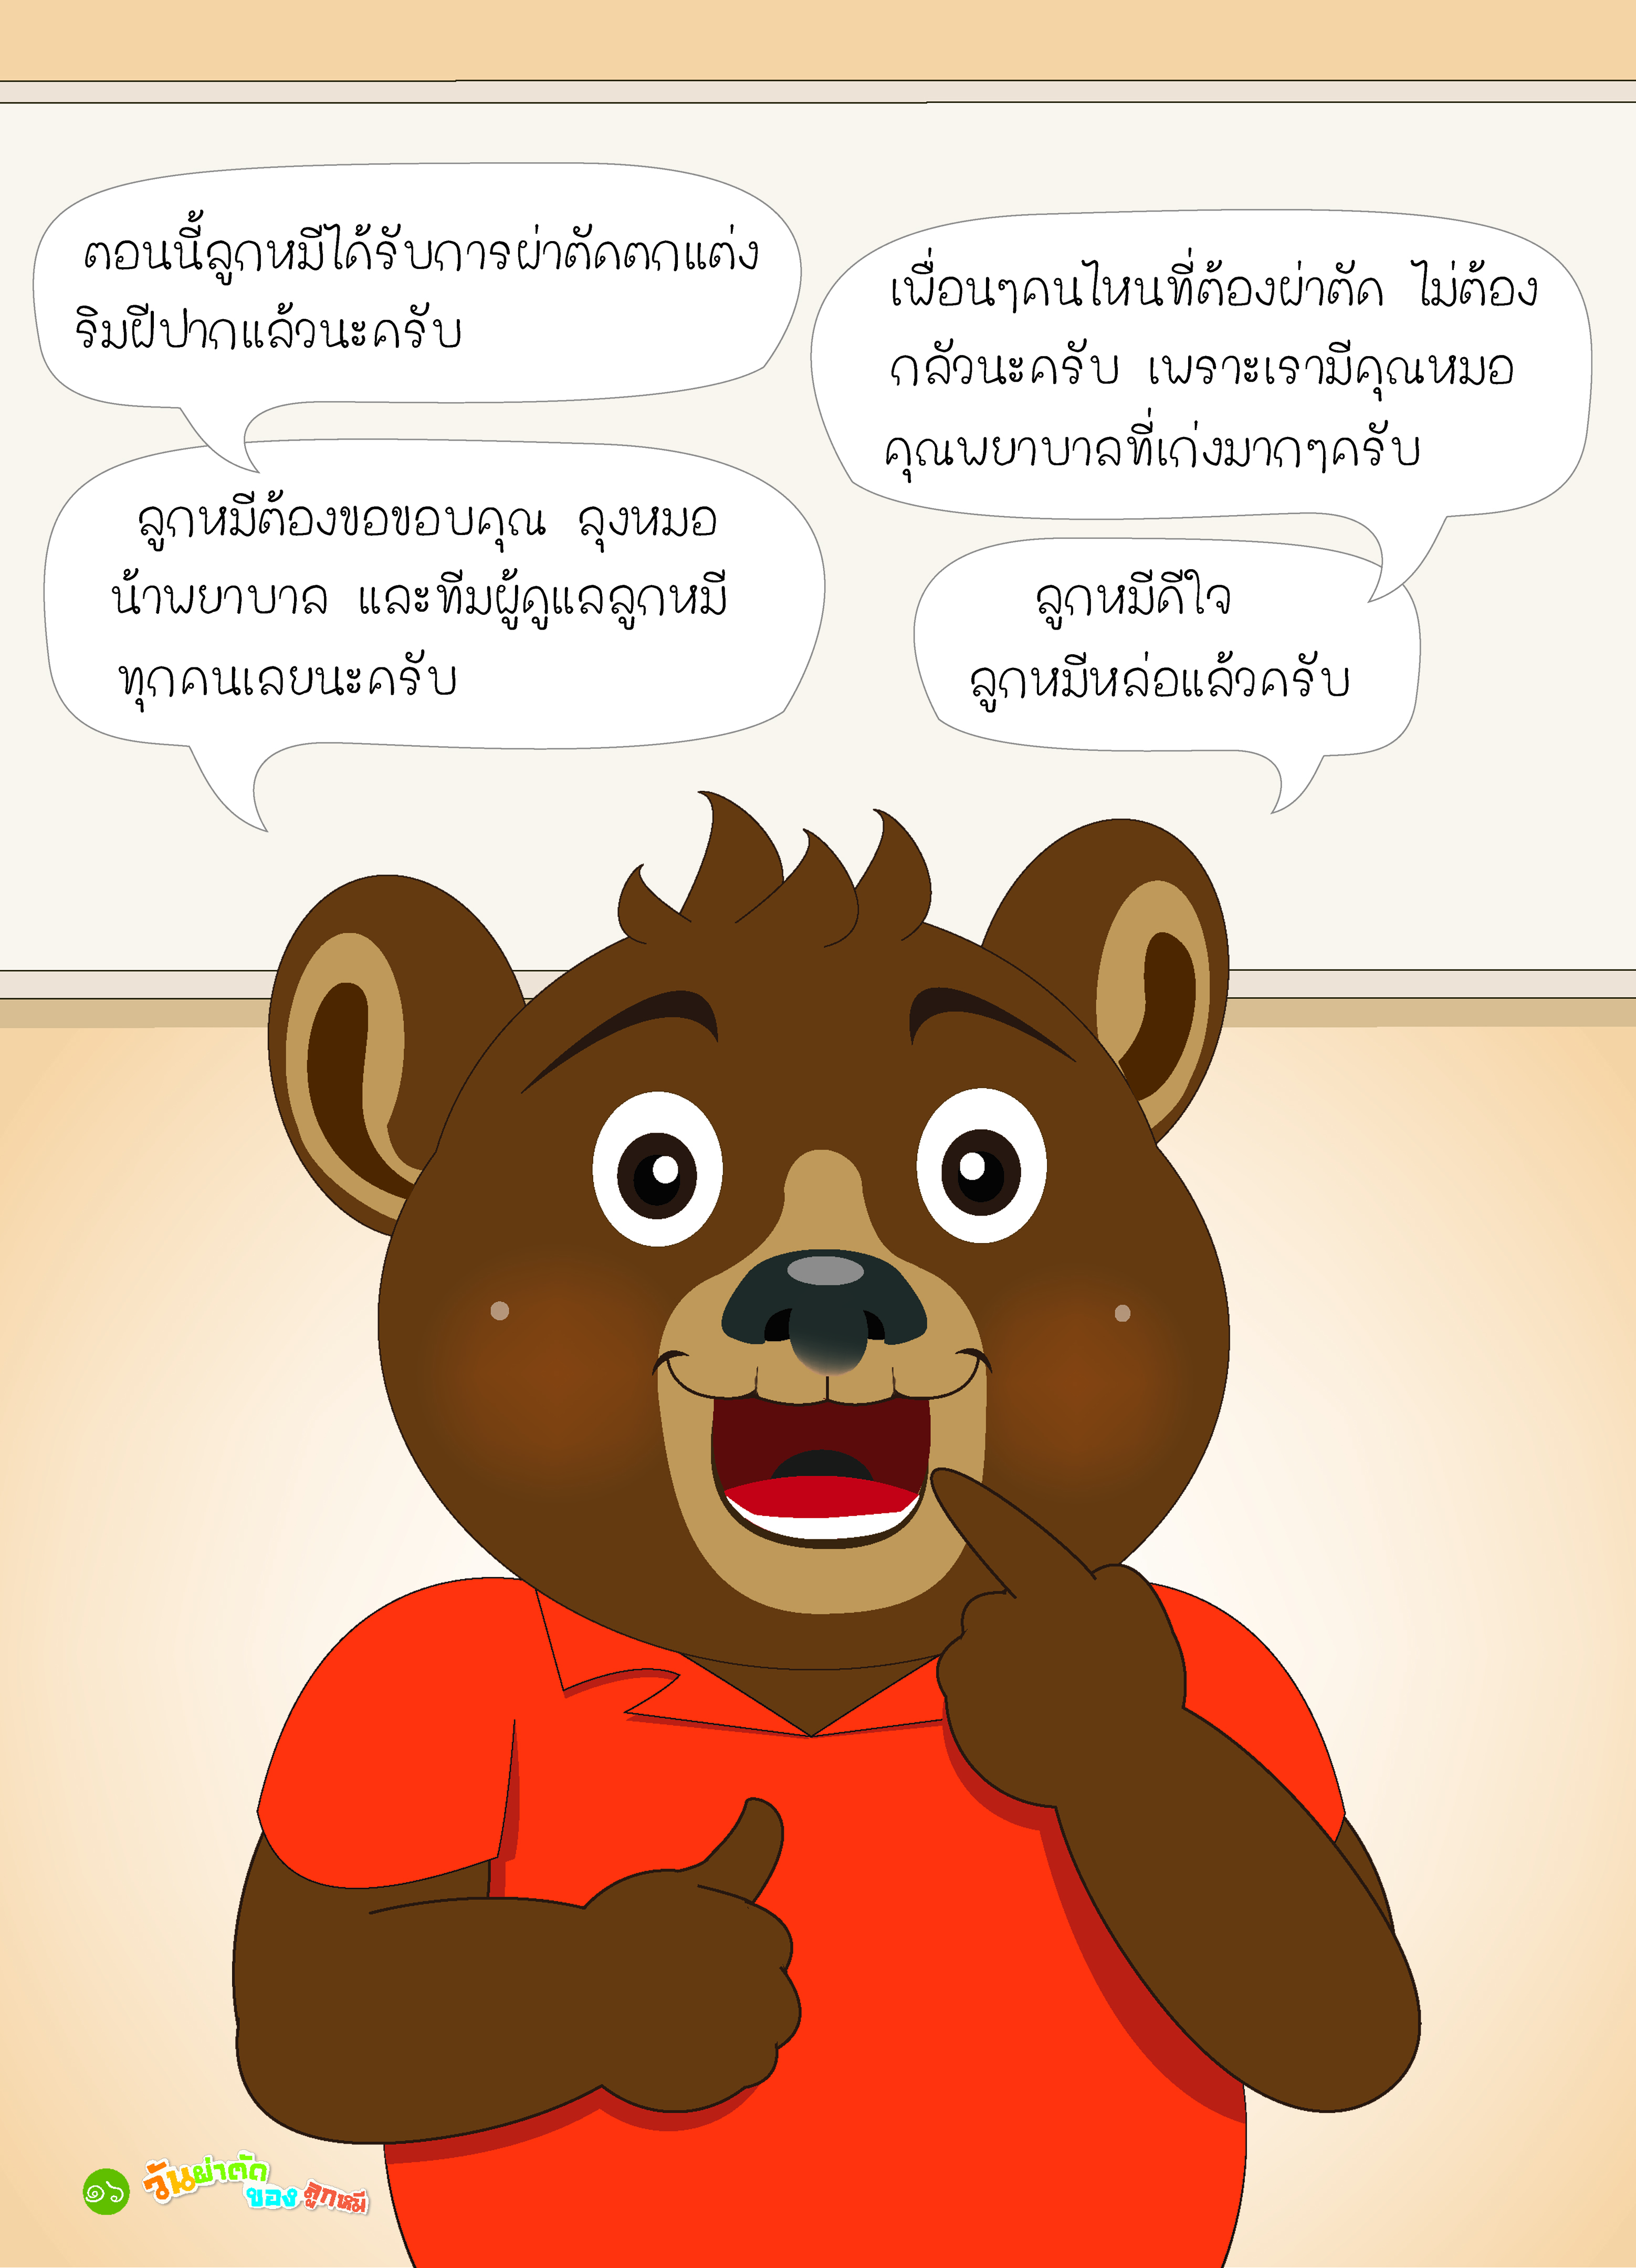 ตอนนี้ลูกหมีได้รับการผ่าตัดตกแต่ง
ริมฝีปากแล้วนะครับ
ลูกหมีต้องขอขอบคุณ ลุงหมอ
น้าพยาบาล และทีมผู้ดูแลลูกหมี
ทุกคนเลยนะครับ
เพื่อนๆคนไหนที่ต้องผ่าตัด ไม่ต้อง
กลัวนะครับ เพราะเรามีคุณหมอ
คุณพยาบาลที่เก่งมากๆครับ
ลูกหมีดีใจ
ลูกหมีหล่อแล้วครับ
๑๖
วันผ่าตัด
ของ ลูกหมี